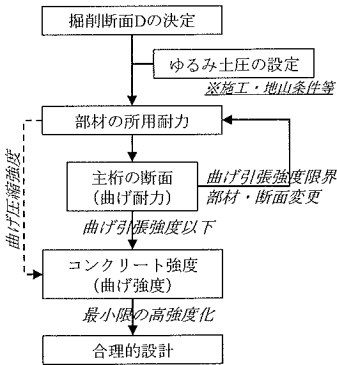 掘削断面Dの決定
ゆるみ土圧の設定
※施工・地山条件等
部材の所用耐力
主桁の断面
(曲げ耐力)
曲げ引張強度限界
部材・断面変更
曲げ圧縮強度
曲げ引張強度以下
コンクリート強度
(曲げ強度)
最小限の高強度化
合理的設計